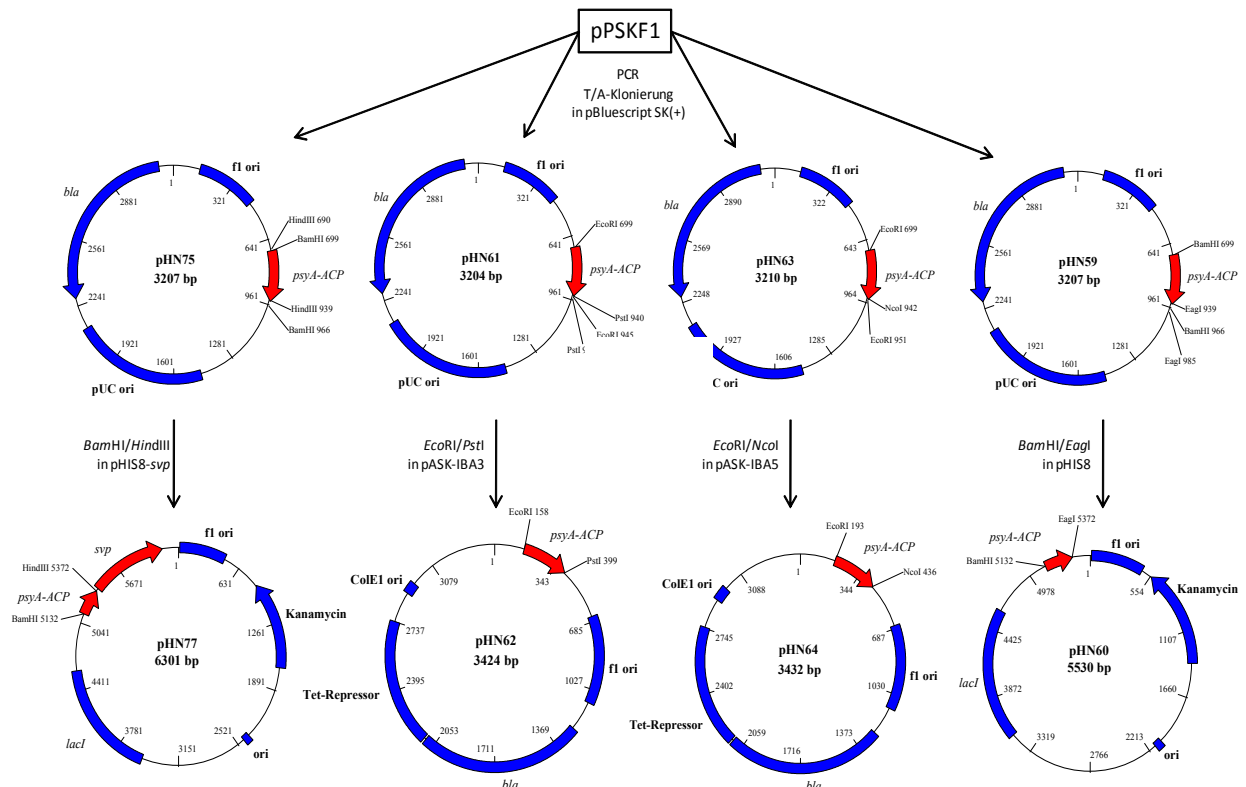 pPSKF1
PCR
T/A-Klonierung
in pBluescript SK(+)
f1 ori
bla
1
321
2881
HindIII 690
BamHI 699
641
2561
pHN75
3207 bp
psyA-ACP
2241
961
HindIII 939
BamHI 966
1921
1601
1281
pUC ori
f1 ori
bla
1
321
2881
EcoRI 699
641
2561
pHN61
3204 bp
psyA-ACP
2241
961
PstI 940
EcoRI 945
PstI 9
1921
1601
1281
pUC ori
f1 ori
bla
1
322
2890
EcoRI 699
643
2569
pHN63
3210 bp
psyA-ACP
2248
964
NcoI 942
EcoRI 951
1927
1606
1285
C ori
f1 ori
bla
1
321
2881
BamHI 699
641
2561
pHN59
3207 bp
psyA-ACP
2241
961
EagI 939
BamHI 966
EagI 985
1921
1601
1281
pUC ori
BamHI/HindIII
in pHIS8-svp
EcoRI/PstI
in pASK-IBA3
EcoRI/NcoI
in pASK-IBA5
BamHI/EagI
in pHIS8
svp
f1 ori
1
HindIII 5372
5671
631
psyA-ACP
BamHI 5132
Kanamycin
5041
1261
pHN77
6301 bp
4411
1891
lacI
3781
2521
3151
ori
EcoRI 158
psyA-ACP
1
PstI 399
ColE1 ori
3079
343
2737
685
pHN62
3424 bp
f1 ori
Tet-Repressor
2395
1027
2053
1369
1711
bla
EcoRI 193
psyA-ACP
1
NcoI 436
ColE1 ori
3088
344
2745
687
pHN64
3432 bp
f1 ori
2402
1030
Tet-Repressor
2059
1373
1716
bla
EagI 5372
psyA-ACP
f1 ori
BamHI 5132
1
554
Kanamycin
4978
4425
1107
pHN60
5530 bp
lacI
3872
1660
3319
2213
2766
ori